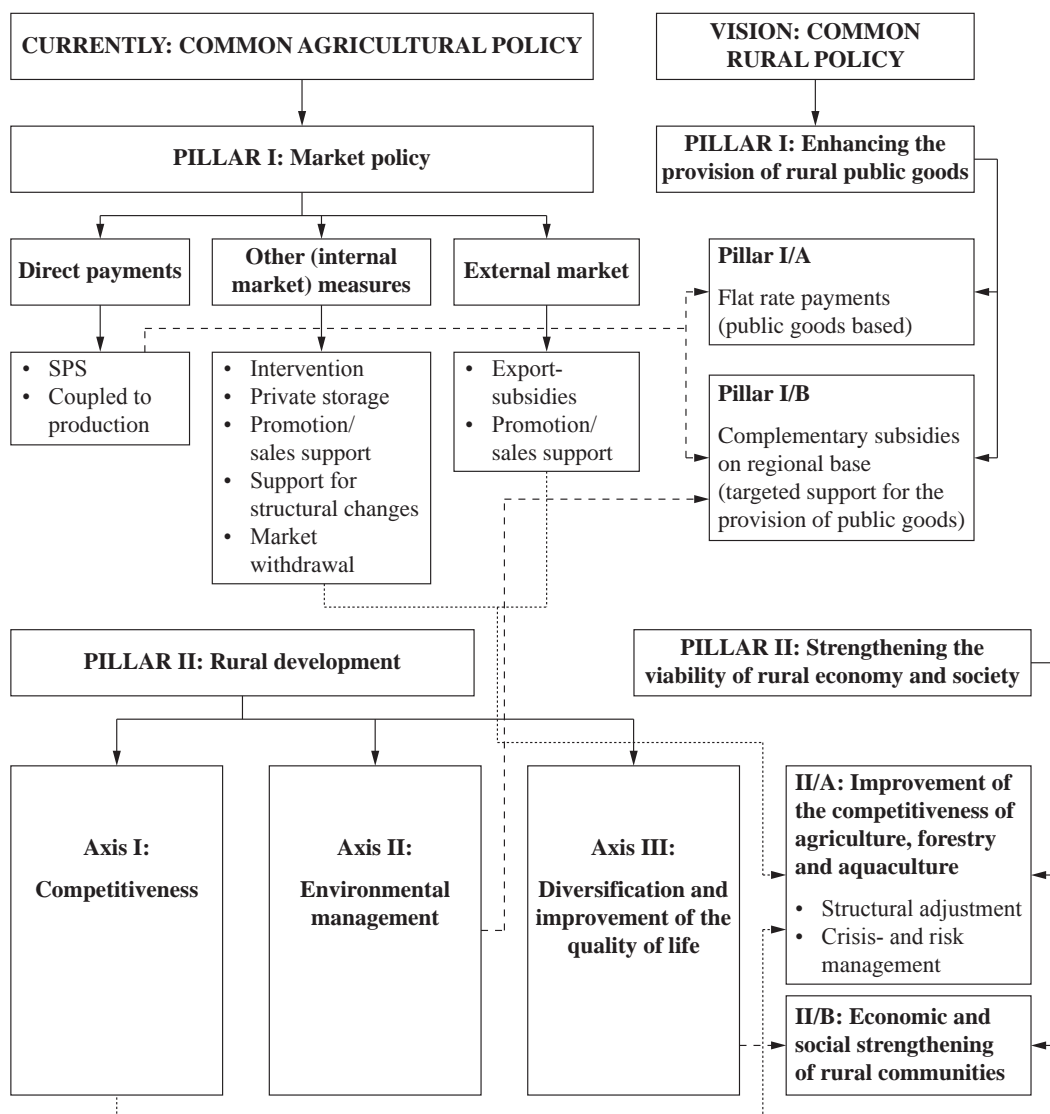 CURRENTLY: COMMON AGRICULTURAL POLICY
VISION: COMMON
RURAL POLICY
PILLAR I: Market policy
PILLAR I: Enhancing the
provision of rural public goods
Direct payments
Other (internal
market) measures
External market
• SPS
• Coupled to
production
• Intervention
• Private storage
• Promotion/
sales support
• Support for
structural changes
• Market
withdrawal
• Export-
subsidies
• Promotion/
sales support
Pillar I/A
Flat rate payments
(public goods based)
Pillar I/B
Complementary subsidies
on regional base
(targeted support for the
provision of public goods)
PILLAR II: Rural development
PILLAR II: Strengthening the
viability of rural economy and society
Axis I:
Competitiveness
Axis II:
Environmental
management
Axis III:
Diversification and
improvement of the
quality of life
II/A: Improvement of
the competitiveness of
agriculture, forestry
and aquaculture
• Structural adjustment
• Crisis- and risk
management
II/B: Economic and
social strengthening
of rural communities